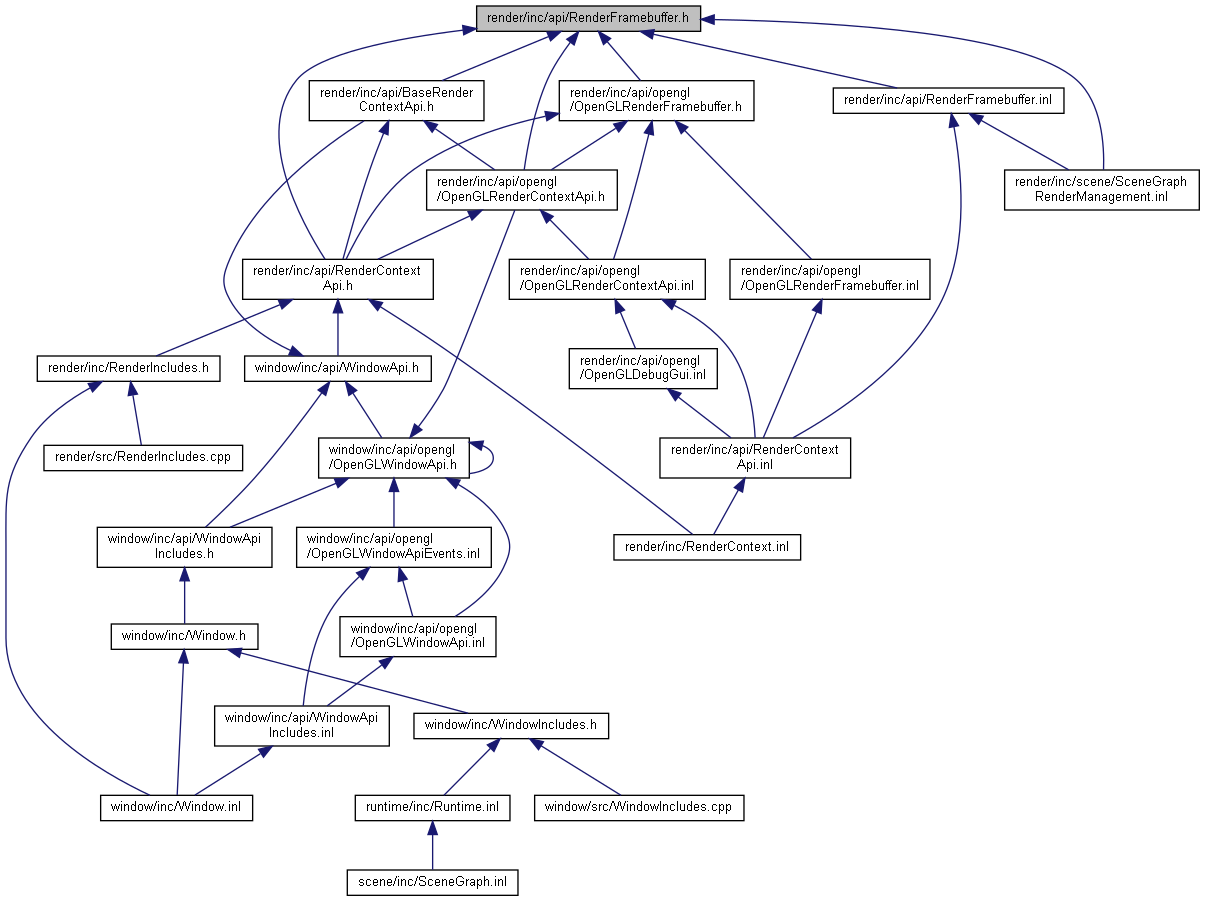 render/inc/api/RenderFramebuffer.h
render/inc/api/BaseRender
ContextApi.h
render/inc/api/opengl
/OpenGLRenderFramebuffer.h
render/inc/api/RenderFramebuffer.inl
render/inc/api/opengl
/OpenGLRenderContextApi.h
render/inc/scene/SceneGraph
RenderManagement.inl
render/inc/api/RenderContext
Api.h
render/inc/api/opengl
/OpenGLRenderContextApi.inl
render/inc/api/opengl
/OpenGLRenderFramebuffer.inl
render/inc/RenderIncludes.h
window/inc/api/WindowApi.h
render/inc/api/opengl
/OpenGLDebugGui.inl
render/src/RenderIncludes.cpp
window/inc/api/opengl
/OpenGLWindowApi.h
render/inc/api/RenderContext
Api.inl
window/inc/api/WindowApi
Includes.h
window/inc/api/opengl
/OpenGLWindowApiEvents.inl
render/inc/RenderContext.inl
window/inc/Window.h
window/inc/api/opengl
/OpenGLWindowApi.inl
window/inc/api/WindowApi
Includes.inl
window/inc/WindowIncludes.h
window/inc/Window.inl
runtime/inc/Runtime.inl
window/src/WindowIncludes.cpp
scene/inc/SceneGraph.inl